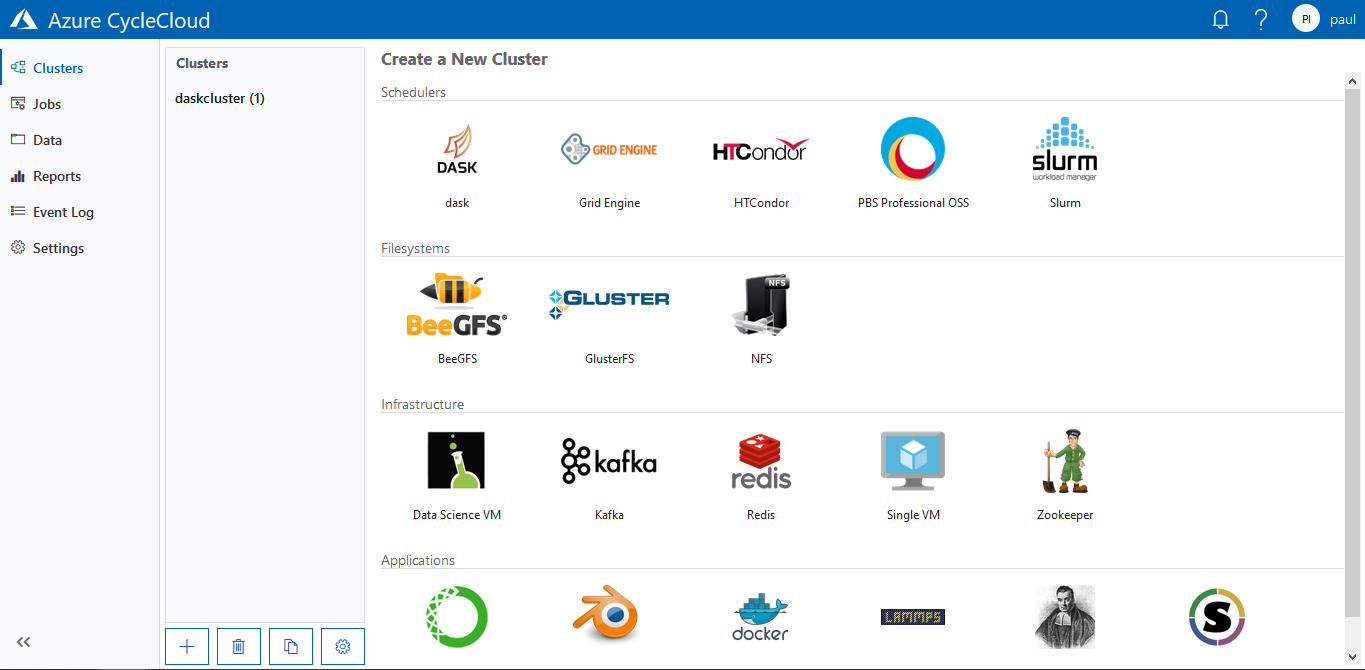 Azure CycleCloud
PI paul
Clusters
Jobs
Data
Reports
Event Log
Settings
Clusters
daskcluster (1)
Create a New Cluster
Schedulers
DASK GRID ENGINE HTCondor slurm
workload manager
dask Grid Engine HTCondor PBS Professional OSS Slurm
Filesystems
BeeGFS® GLUSTER NFS
BeeGFS GlusterFS NFS
Infrastructure
kafka redis
Data Science VM Kafka Redis Single VM Zookeeper
Applications
docker LAMMPS S